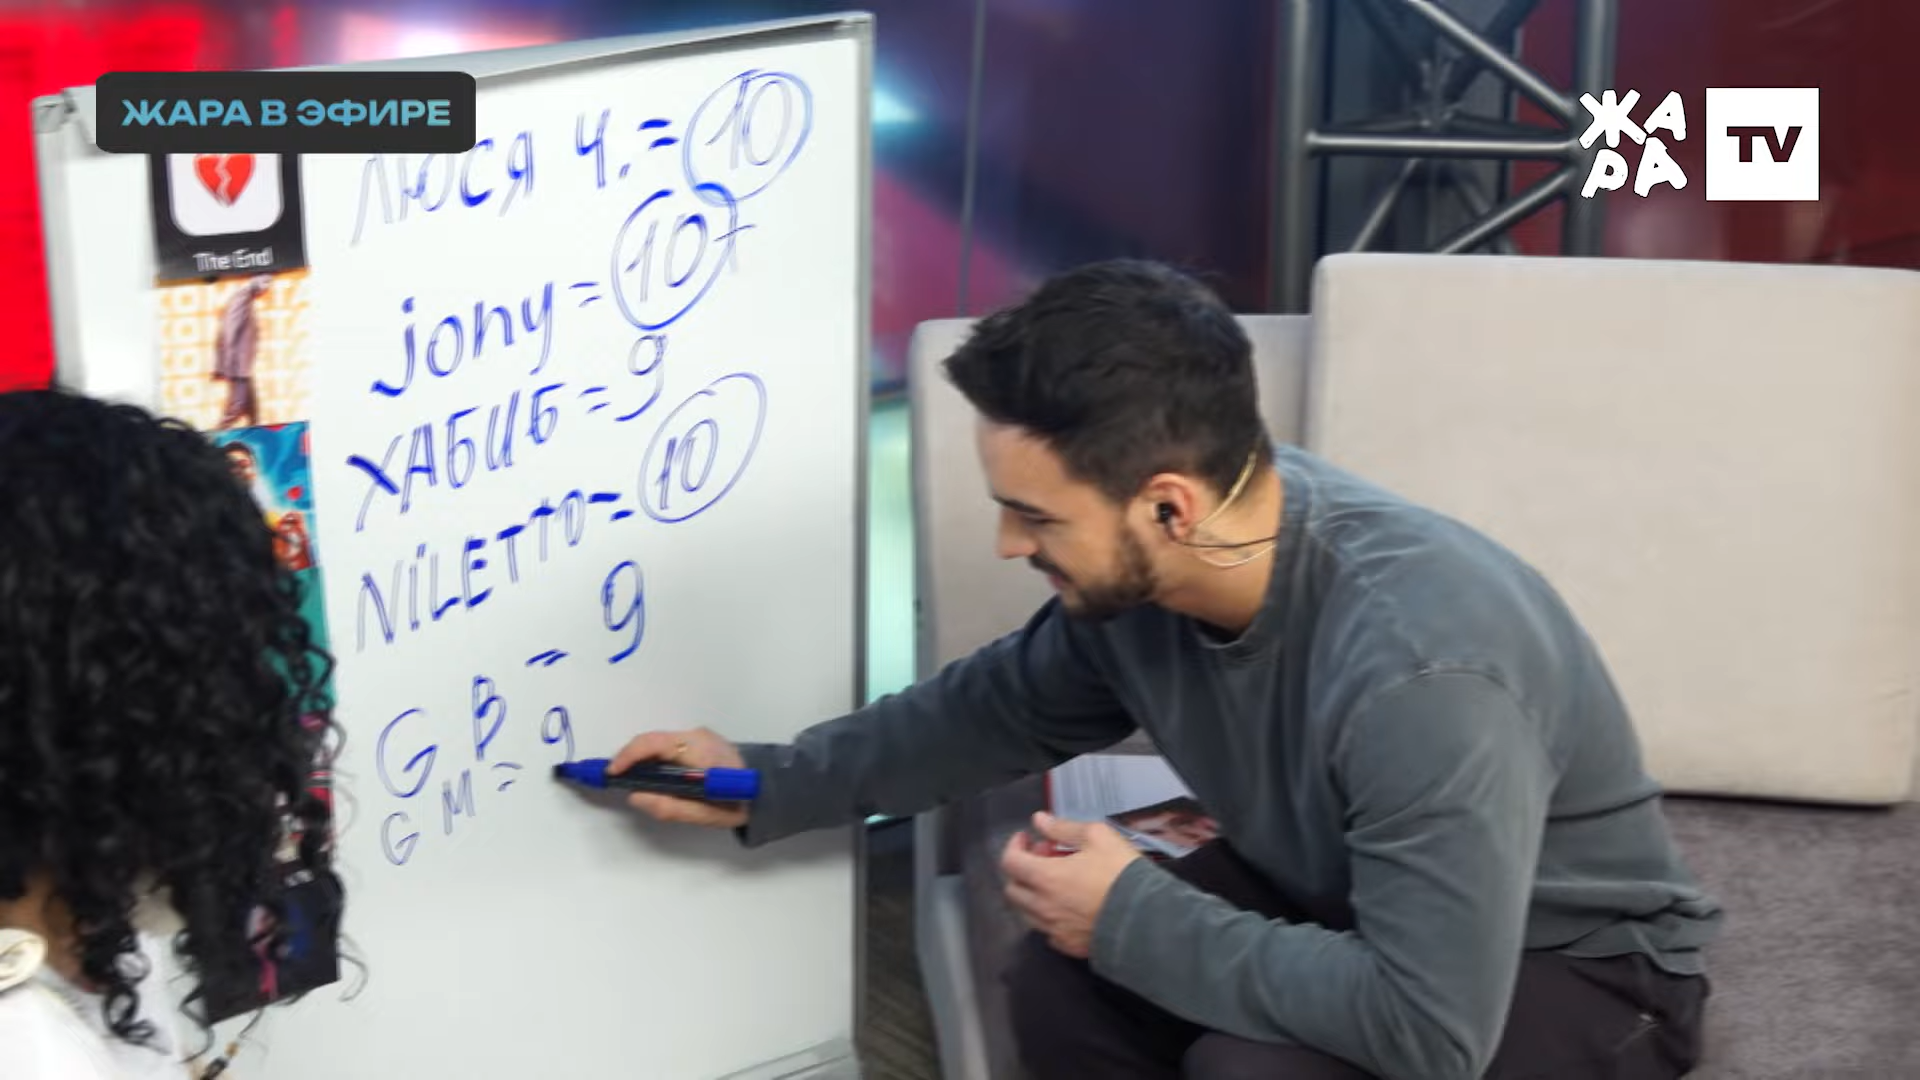 ЖАРА В ЭФИРЕ
ЖАРА TV
The End
ЛЮСЯ Ч. = 10
jony = 10+
ХАБИБ = 9
NiLETTO = 10
G B - 9
G M = 9